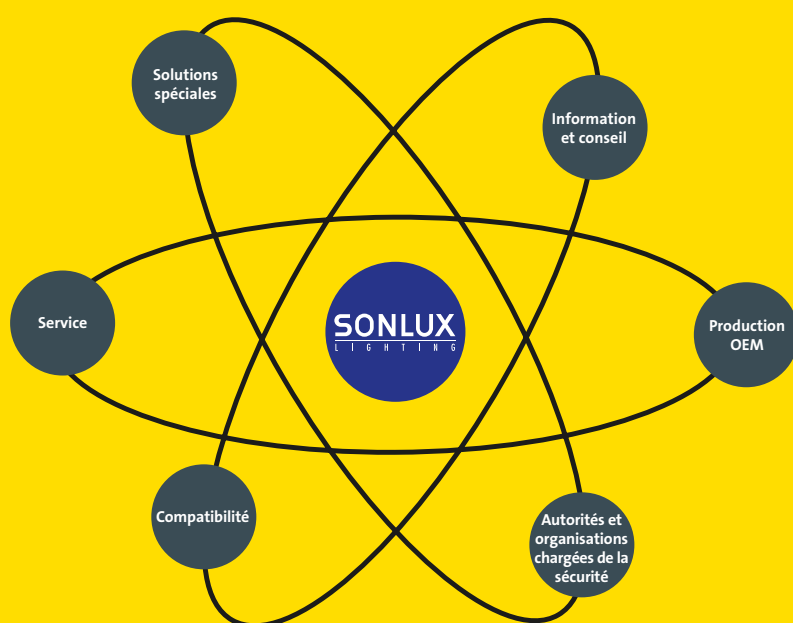 Solutions
spéciales
Information
et conseil
Service
SONLUX
LIGHTING
Production
OEM
Compatibilité
Autorités et
organisations
chargées de la
sécurité